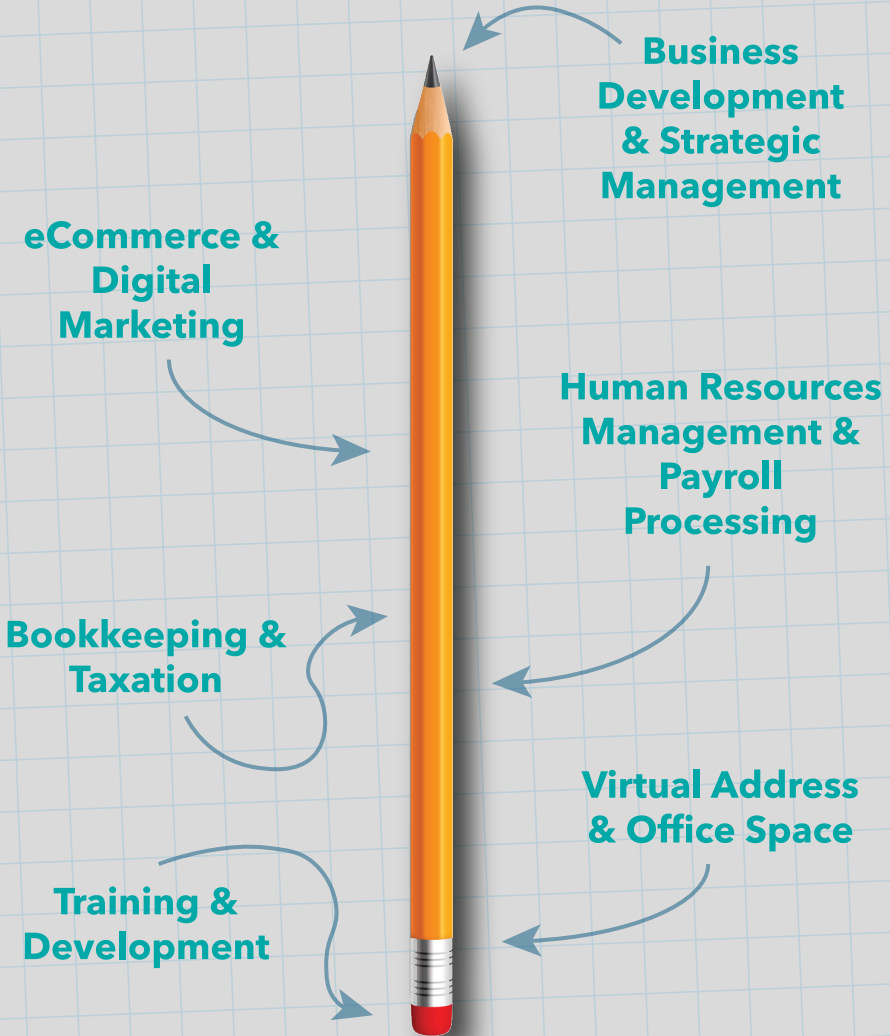 Business
Development
& Strategic
Management
eCommerce &
Digital
Marketing
Human Resources
Management &
Payroll
Processing
Bookkeeping &
Taxation
Virtual Address
& Office Space
Training &
Development